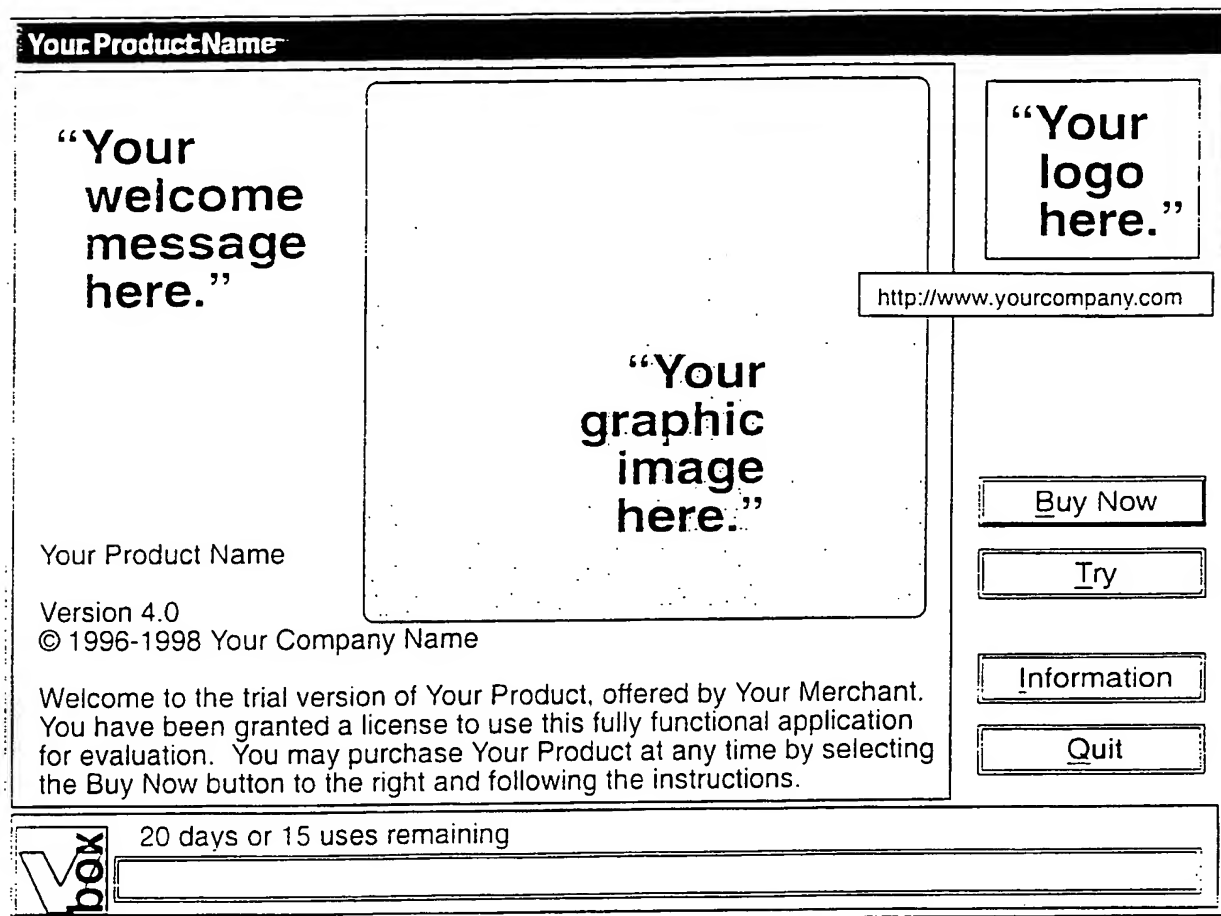 Your Product Name
“Your
welcome
message
here.”
“Your
graphic
image
here.”
“Your
logo
here.”
http://www.yourcompany.com
Buy Now
Try
Information
Quit
Your Product Name
Version 4.0
© 1996-1998 Your Company Name
Welcome to the trial version of Your Product, offered by Your Merchant.
You have been granted a license to use this fully functional application
for evaluation. You may purchase Your Product at any time by selecting
the Buy Now button to the right and following the instructions.
Vbox
20 days or 15 uses remaining